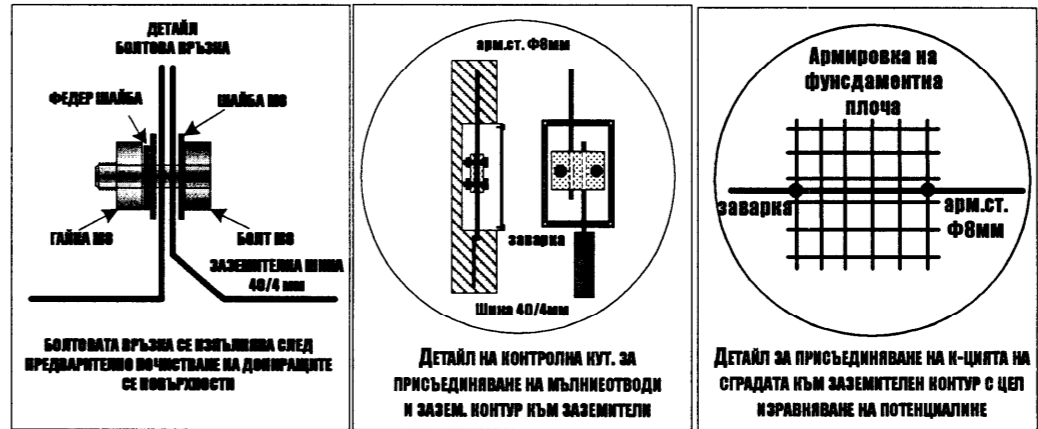 ДЕТАЙЛ
БОЛТОВА ВРЪЗКА
ФЕДЕР ШАЙБА
ШАЙБА М8
ГАЙКА М8
БОЛТ М8
ЗАЗЕМИТЕЛНА ШИНА
40/4 мм
БОЛТОВАТА ВРЪЗКА СЕ ИЗПЪЛНЯВА СЛЕД
ПРЕДВАРИТЕЛНО ПОЧИСТВАНЕ НА ДОПИРАЩИТЕ
СЕ ПОВЪРХНОСТИ
арм.ст. Ф8мм
заварка
Шина 40/4мм
ДЕТАЙЛ НА КОНТРОЛНА КУТ. ЗА
ПРИСЪЕДИНЯВАНЕ НА МЪЛНИЕОТВОДИ
И ЗАЗЕМ. КОНТУР КЪМ ЗАЗЕМИТЕЛИ
Армировка на
фунсдаментна
плоча
заварка
арм.ст.
Ф8мм
ДЕТАЙЛ ЗА ПРИСЪЕДИНЯВАНЕ НА К-ЦИЯТА НА
СГРАДАТА КЪМ ЗАЗЕМИТЕЛЕН КОНТУР С ЦЕЛ
ИЗРАВНЯВАНЕ НА ПОТЕНЦИАЛИНЕ